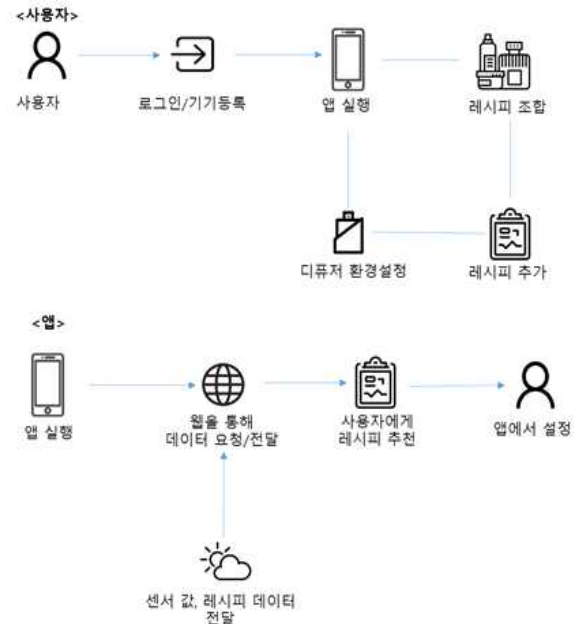 <사용자>
사용자
로그인/기기등록
앱 실행
레시피 조합
디퓨저 환경설정
레시피 추가
<앱>
앱 실행
웹을 통해
데이터 요청/전달
사용자에게
레시피 추천
앱에서 설정
센서 값, 레시피 데이터
전달